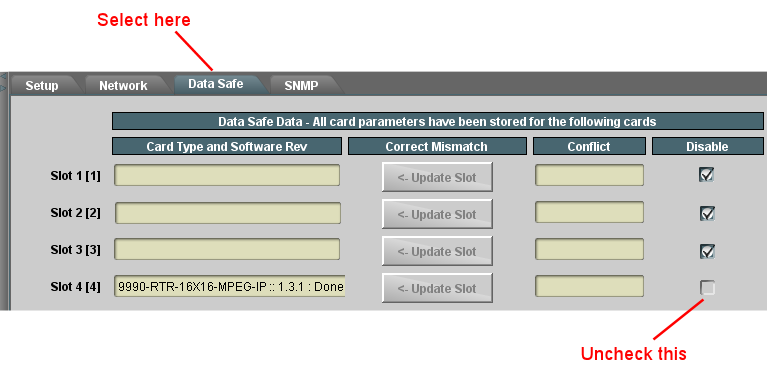 Select here
Setup Network Data Safe SNMP
Data Safe Data - All card parameters have been stored for the following cards
Card Type and Software Rev Correct Mismatch Conflict Disable
Slot 1 [1] <- Update Slot
Slot 2 [2] <- Update Slot
Slot 3 [3] <- Update Slot
Slot 4 [4] 9990-RTR-16X16-MPEG-IP :: 1.3.1 : Done <- Update Slot
Uncheck this